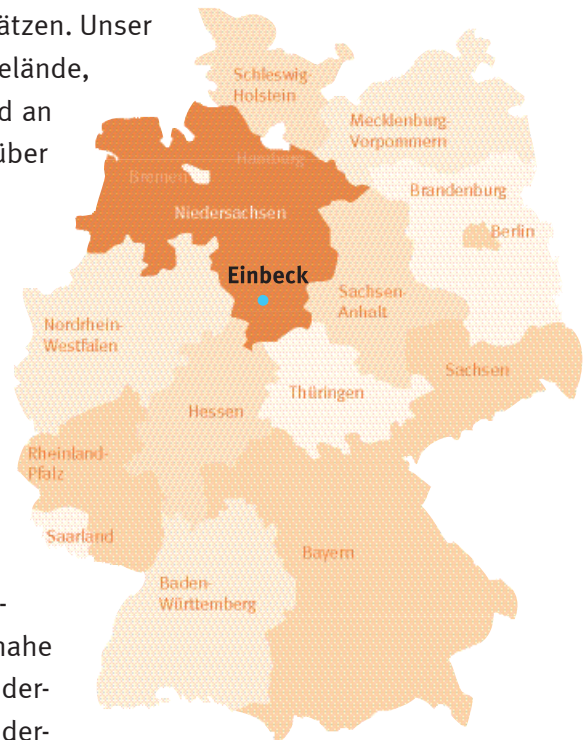 ätzen. Unser
elände,
d an
über
Schleswig-
Holstein
Mecklenburg-
Vorpommern
Hamburg
Bremen
Brandenburg
Niedersachsen
Berlin
Einbeck
Sachsen-
Anhalt
Nordrhein-
Westfalen
Sachsen
Thüringen
Hessen
Rheinland-
Pfalz
Saarland
Bayern
Baden-
Württemberg
-
nahe
der-
der-